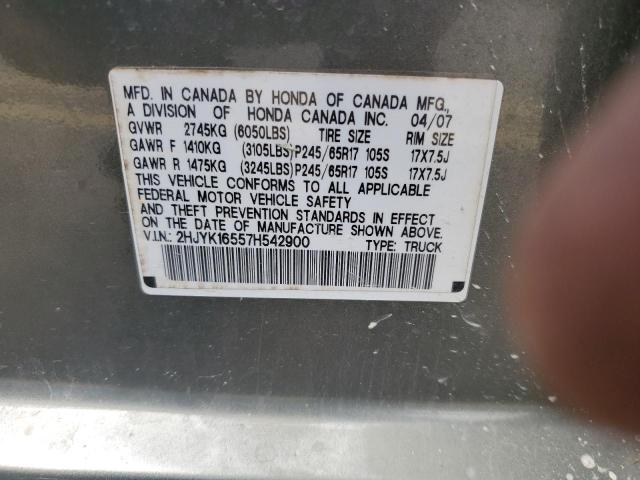 MFD. IN CANADA BY HONDA OF CANADA MFG.,
A DIVISION OF HONDA CANADA INC. 04/07
GVWR 2745KG (6050LBS) TIRE SIZE RIM SIZE
GAWR F 1410KG (3105LBS)P245/65R17 105S 17X7.5J
GAWR R 1475KG (3245LBS)P245/65R17 105S 17X7.5J
THIS VEHICLE CONFORMS TO ALL APPLICABLE
FEDERAL MOTOR VEHICLE SAFETY
AND THEFT PREVENTION STANDARDS IN EFFECT
ON THE DATE OF MANUFACTURE SHOWN ABOVE.
V.I.N.: 2HJYK16557H542900 TYPE: TRUCK